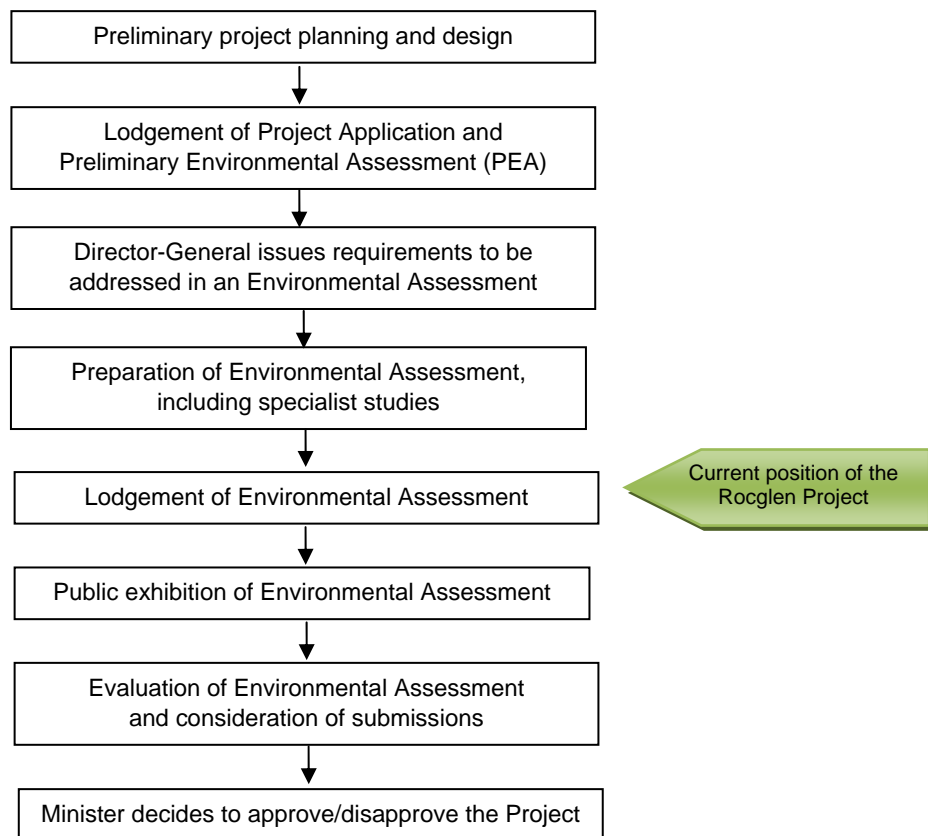 Preliminary project planning and design
Lodgement of Project Application and
Preliminary Environmental Assessment (PEA)
Director-General issues requirements to be
addressed in an Environmental Assessment
Preparation of Environmental Assessment,
including specialist studies
Lodgement of Environmental Assessment
Current position of the
Rocglen Project
Public exhibition of Environmental Assessment
Evaluation of Environmental Assessment
and consideration of submissions
Minister decides to approve/disapprove the Project